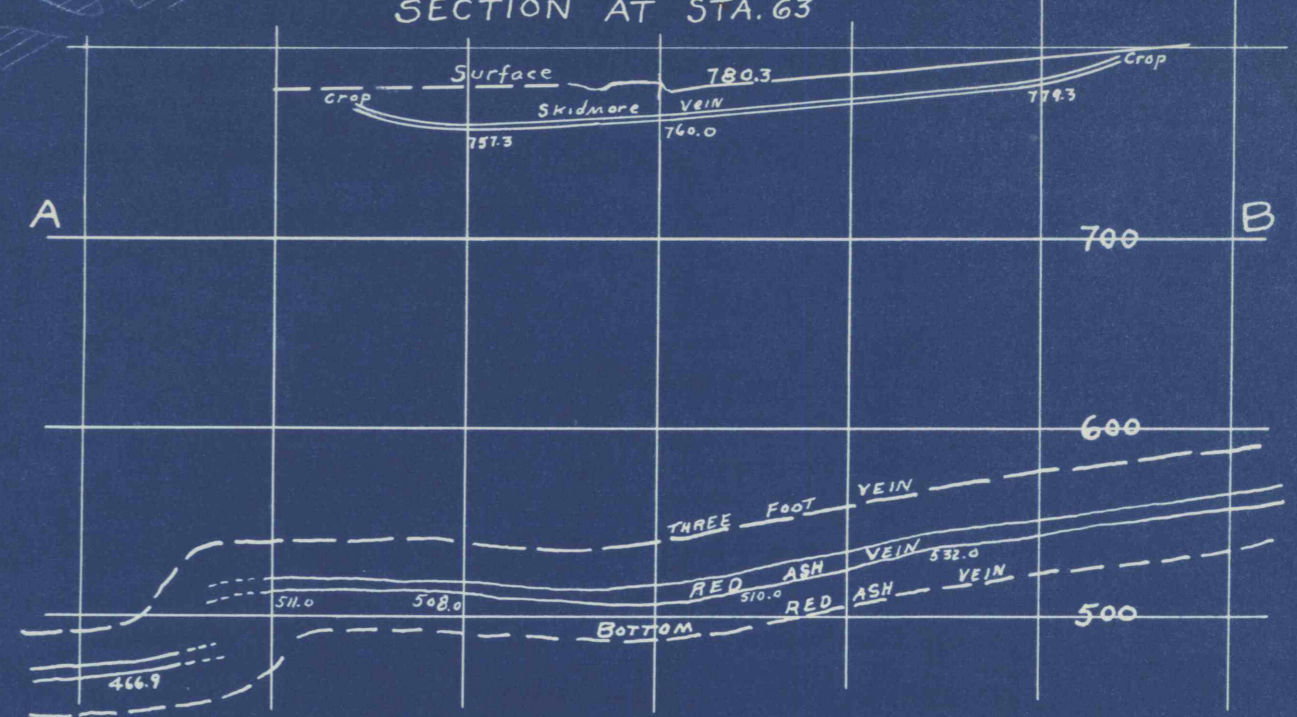 SECTION AT STA. 63
Surface 780.3
Crop
Crop
Skidmore Vein
779.3
757.3
760.0
A
B
700
600
THREE FOOT VEIN
RED ASH VEIN
532.0
511.0
508.0
510.0
BOTTOM RED ASH VEIN
500
466.9